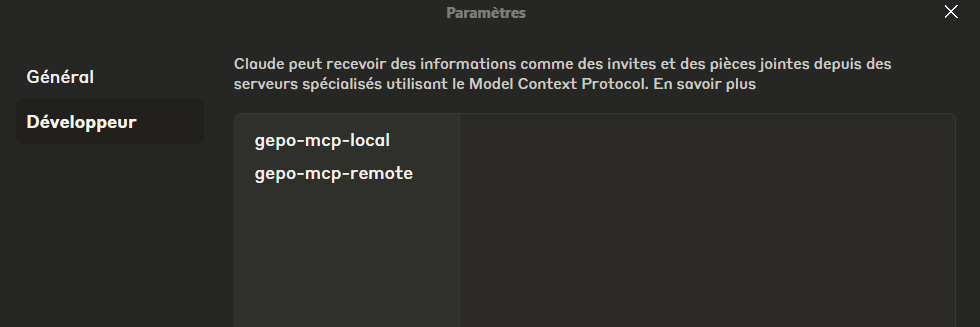 Paramètres
Général
Développeur
Claude peut recevoir des informations comme des invites et des pièces jointes depuis des
serveurs spécialisés utilisant le Model Context Protocol. En savoir plus
gepo-mcp-local
gepo-mcp-remote